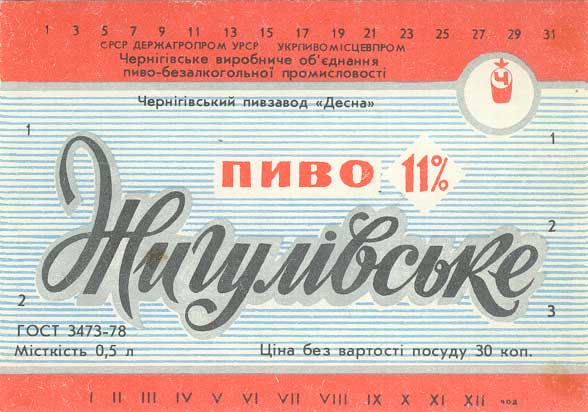 1 3 5 7 9 11 13 15 17 19 21 23 25 27 29 31
СРСР ДЕРЖАГРОПРОМ УРСР УКРПИВОМІСЦЕВПРОМ
Чернігівське виробниче об'єднання
пиво-безалкогольної промисловості
Ч
Чернігівський пивзавод «Десна»
1
1
ПИВО 11%
Жигулівське
2
2
3
ГОСТ 3473-78
Місткість 0,5 л
Ціна без вартості посуду 30 коп.
I II III IV V VI VII VIII IX X XI XII